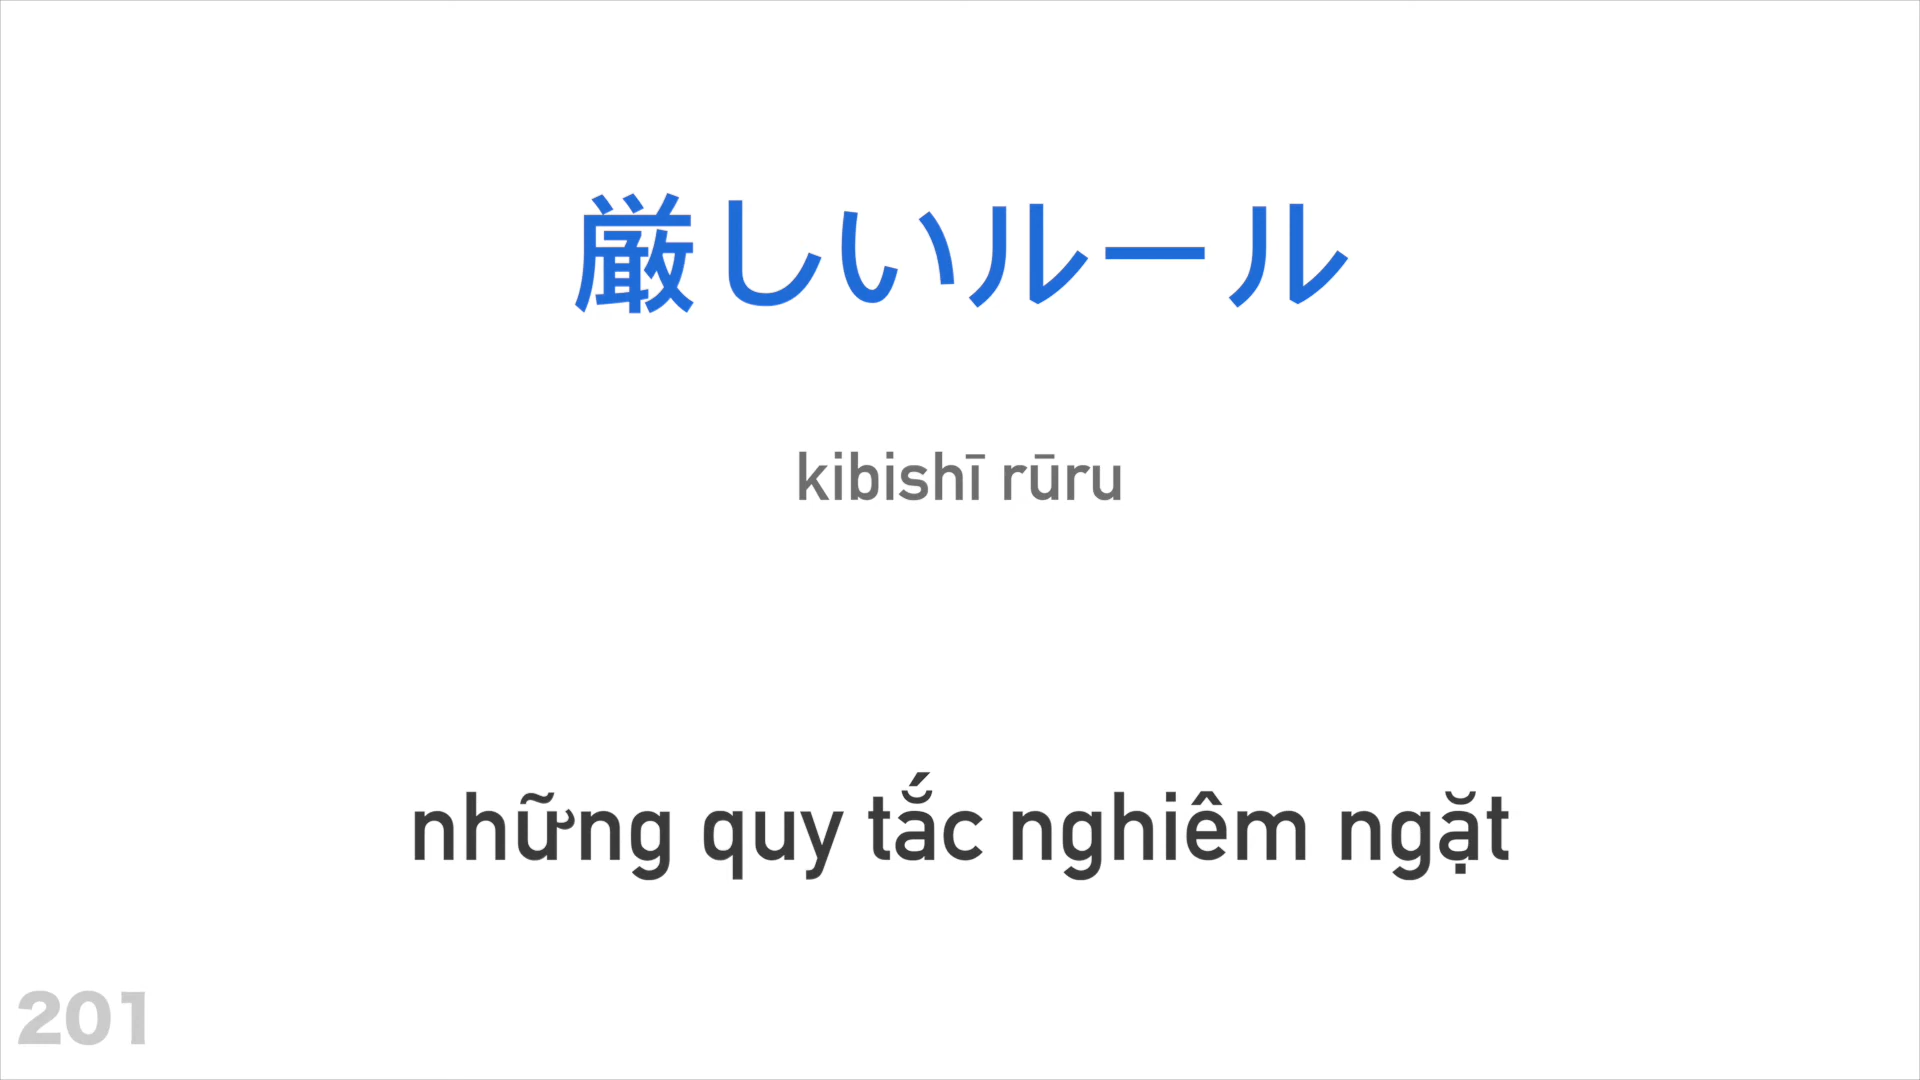 厳しいルール
kibishī rūru
những quy tắc nghiêm ngặt
201